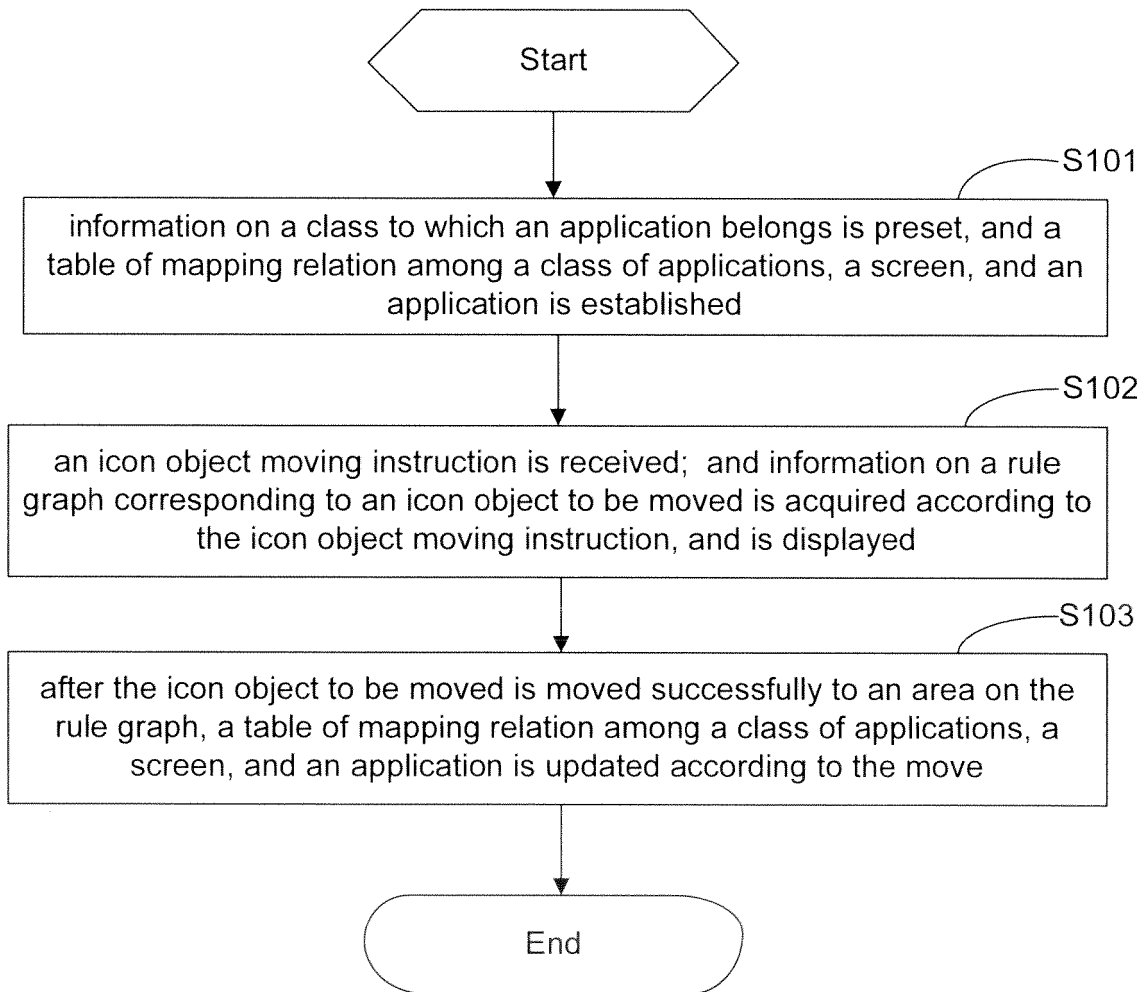 Start
S101
information on a class to which an application belongs is preset, and a
table of mapping relation among a class of applications, a screen, and an
application is established
S102
an icon object moving instruction is received; and information on a rule
graph corresponding to an icon object to be moved is acquired according to
the icon object moving instruction, and is displayed
S103
after the icon object to be moved is moved successfully to an area on the
rule graph, a table of mapping relation among a class of applications, a
screen, and an application is updated according to the move
End